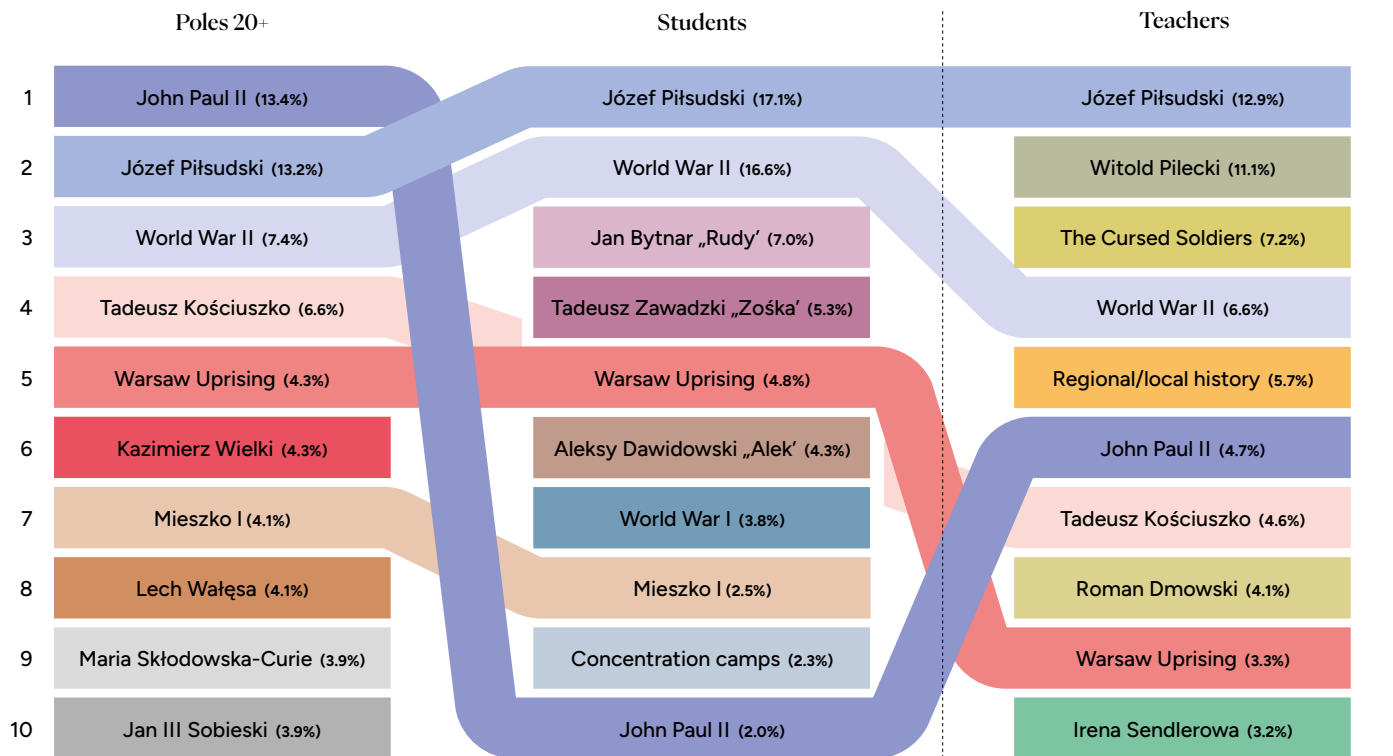 Poles 20+ Students Teachers
1 John Paul II (13.4%) Józef Piłsudski (17.1%) Józef Piłsudski (12.9%)
2 Józef Piłsudski (13.2%) World War II (16.6%) Witold Pilecki (11.1%)
3 World War II (7.4%) Jan Bytnar „Rudy’ (7.0%) The Cursed Soldiers (7.2%)
4 Tadeusz Kościuszko (6.6%) Tadeusz Zawadzki „Zośka’ (5.3%) World War II (6.6%)
5 Warsaw Uprising (4.3%) Warsaw Uprising (4.8%) Regional/local history (5.7%)
6 Kazimierz Wielki (4.3%) Aleksy Dawidowski „Alek’ (4.3%) John Paul II (4.7%)
7 Mieszko I (4.1%) World War I (3.8%) Tadeusz Kościuszko (4.6%)
8 Lech Wałęsa (4.1%) Mieszko I (2.5%) Roman Dmowski (4.1%)
9 Maria Skłodowska-Curie (3.9%) Concentration camps (2.3%) Warsaw Uprising (3.3%)
10 Jan III Sobieski (3.9%) John Paul II (2.0%) Irena Sendlerowa (3.2%)